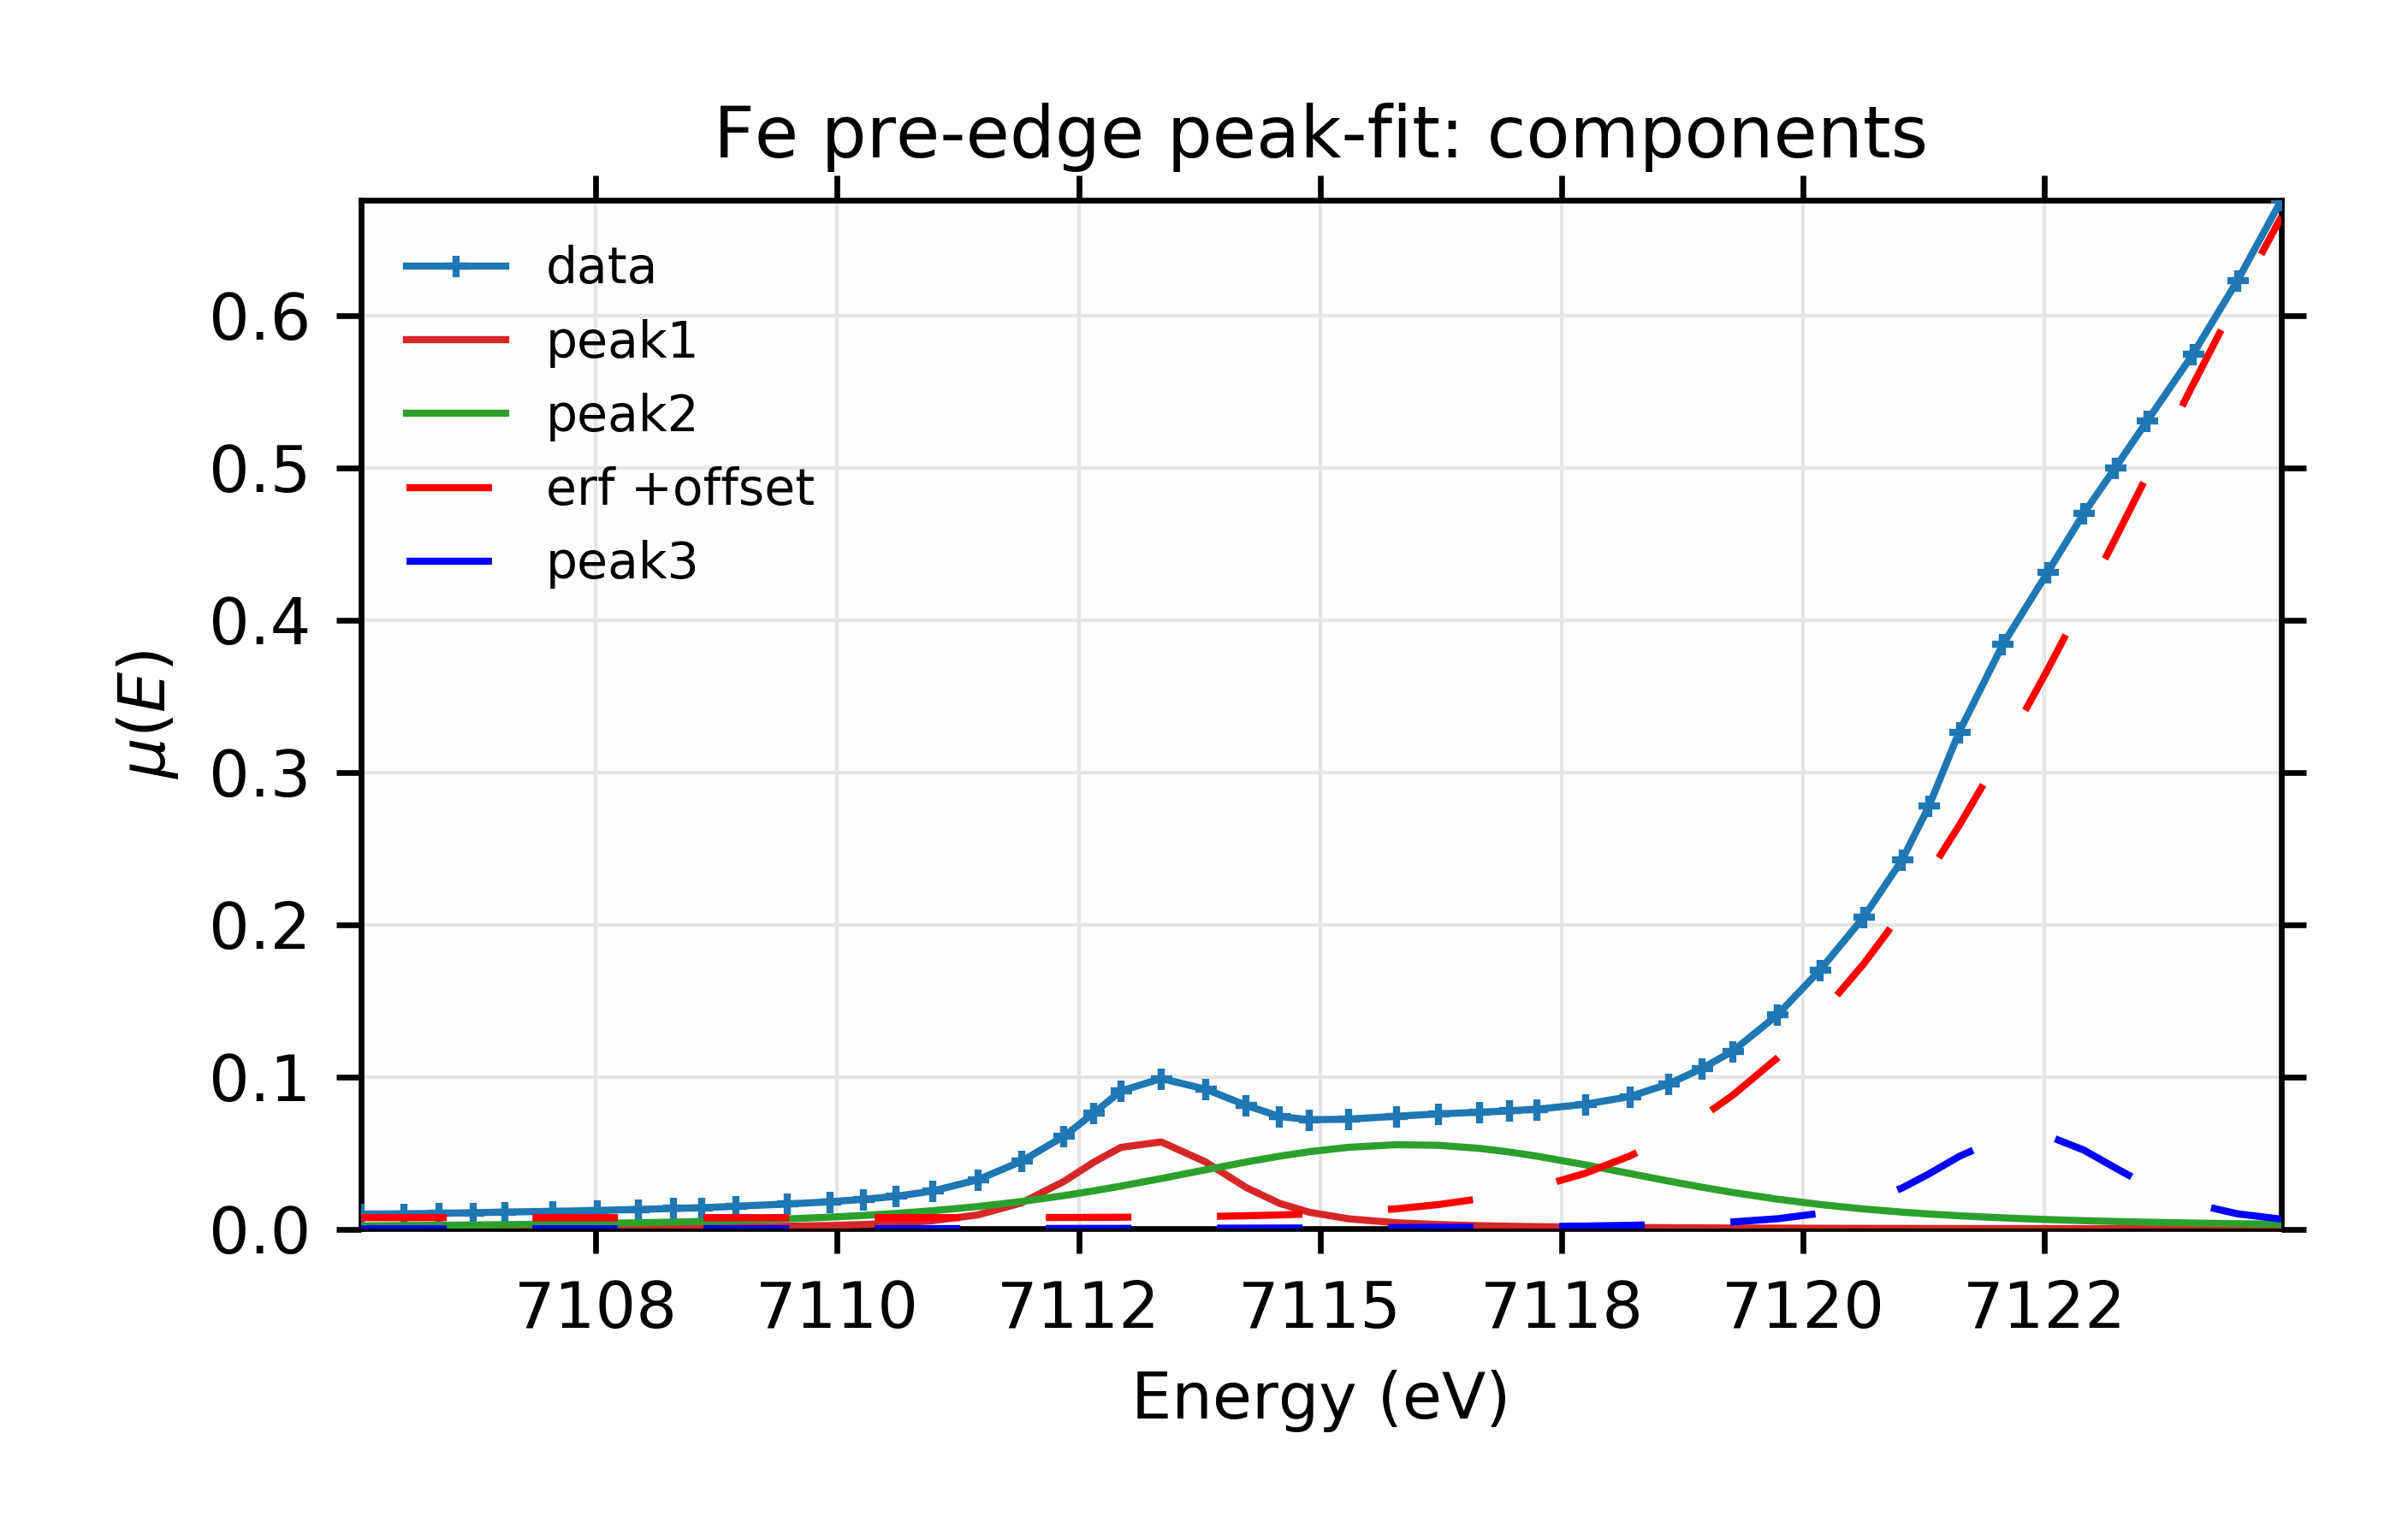 Fe pre-edge peak-fit: components
data
peak1
peak2
erf +offset
peak3
0.6
0.5
0.4
0.3
0.2
0.1
0.0
μ(E)
7108 7110 7112 7115 7118 7120 7122
Energy (eV)